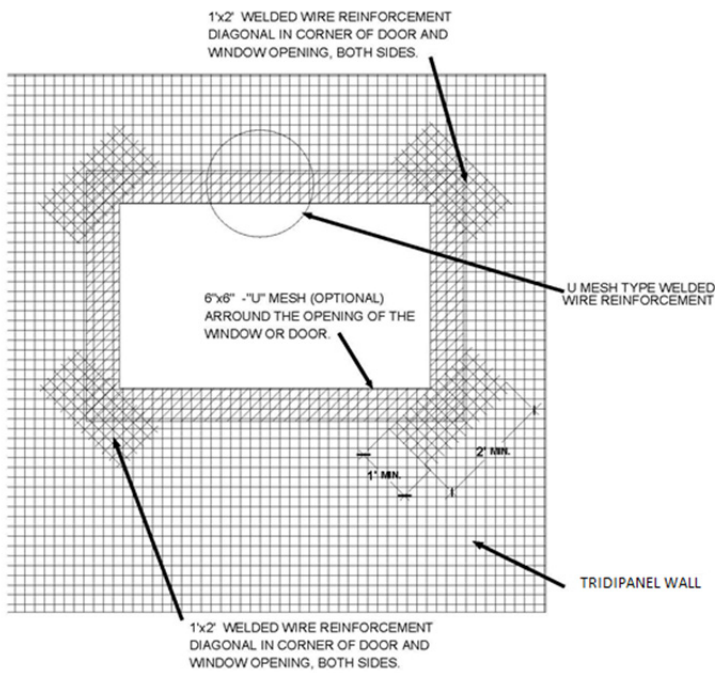 1'x2' WELDED WIRE REINFORCEMENT
DIAGONAL IN CORNER OF DOOR AND
WINDOW OPENING, BOTH SIDES.
U MESH TYPE WELDED
WIRE REINFORCEMENT
6"x6" -"U" MESH (OPTIONAL)
ARROUND THE OPENING OF THE
WINDOW OR DOOR.
2' MIN.
1' MIN.
TRIDIPANEL WALL
1'x2' WELDED WIRE REINFORCEMENT
DIAGONAL IN CORNER OF DOOR AND
WINDOW OPENING, BOTH SIDES.